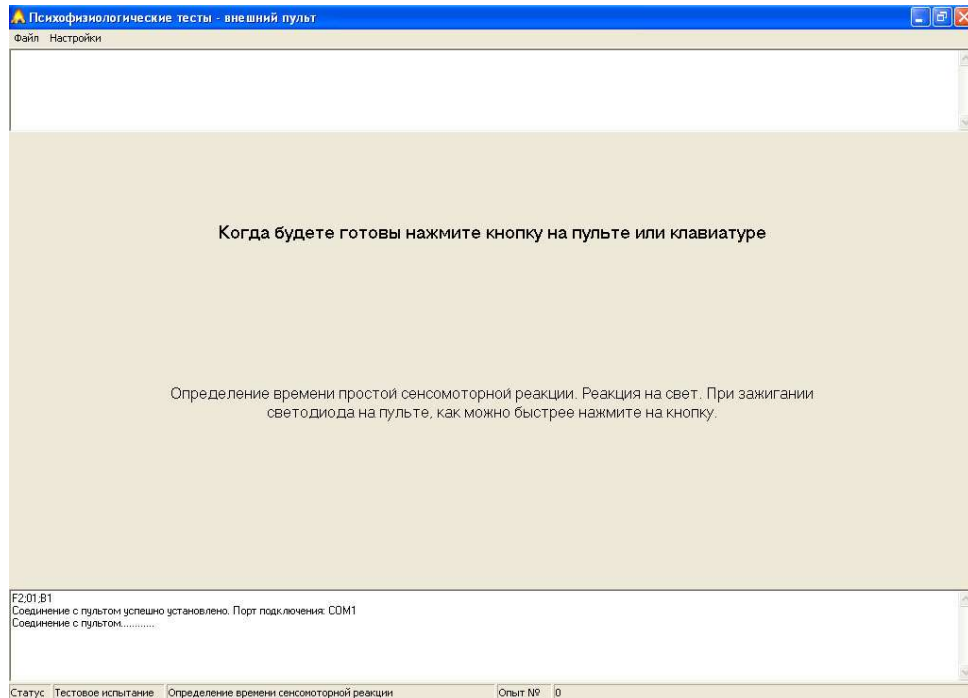 Психофизиологические тесты - внешний пульт
Файл Настройки
Когда будете готовы нажмите кнопку на пульте или клавиатуре
Определение времени простой сенсомоторной реакции. Реакция на свет. При зажигании
светодиода на пульте, как можно быстрее нажмите на кнопку.
F2;01;B1
Соединение с пультом успешно установлено. Порт подключения: COM1
Соединение с пультом............
Статус Тестовое испытание Определение времени сенсомоторной реакции Опыт № 0